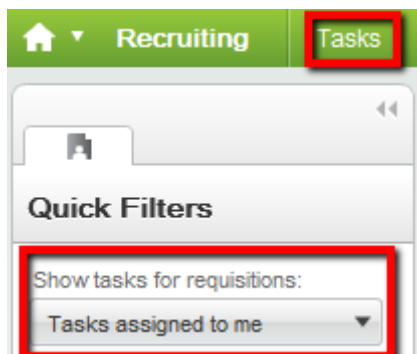 Recruiting Tasks
Quick Filters
Show tasks for requisitions:
Tasks assigned to me